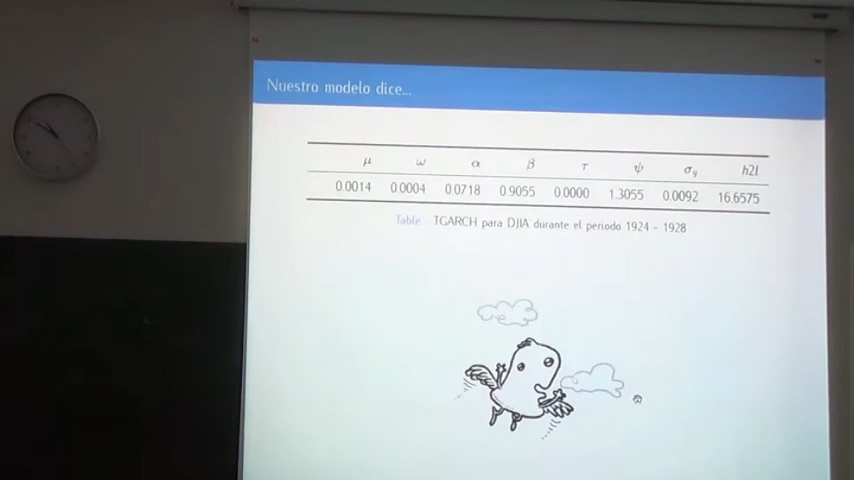 Nuestro modelo dice...
μ ω α β τ ψ σy h2l
0.0014 0.0004 0.0718 0.9055 0.0000 1.3055 0.0092 16.6575
Table : TGARCH para DJIA durante el periodo 1924 - 1928